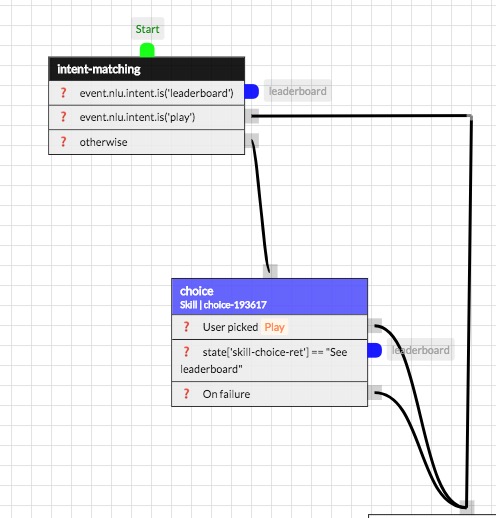 Start
intent-matching
? event.nlu.intent.is('leaderboard')
leaderboard
? event.nlu.intent.is('play')
? otherwise
choice
Skill | choice-193617
? User picked Play
? state['skill-choice-ret'] == "See
leaderboard"
leaderboard
? On failure